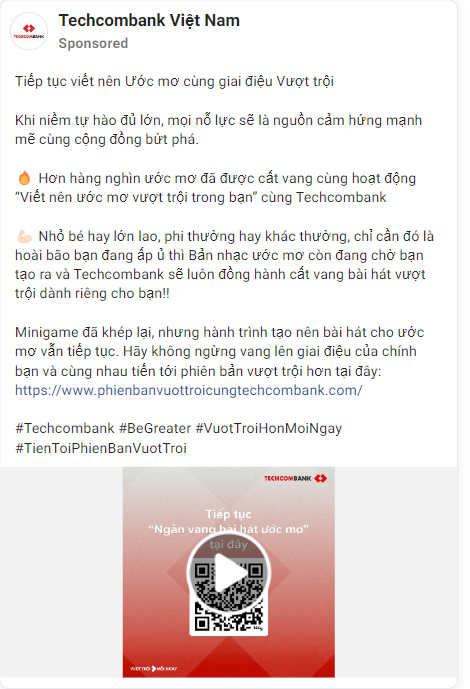 Techcombank Việt Nam
Sponsored
TECHCOMBANK
Tiếp tục viết nên Ước mơ cùng giai điệu Vượt trội
Khi niềm tự hào đủ lớn, mọi nỗ lực sẽ là nguồn cảm hứng mạnh
mẽ cùng cộng đồng bứt phá.
🔥 Hơn hàng nghìn ước mơ đã được cất vang cùng hoạt động
“Viết nên ước mơ vượt trội trong bạn” cùng Techcombank
💪🏻 Nhỏ bé hay lớn lao, phi thường hay khác thường, chỉ cần đó là
hoài bão bạn đang ấp ủ thì Bản nhạc ước mơ còn đang chờ bạn
tạo ra và Techcombank sẽ luôn đồng hành cất vang bài hát vượt
trội dành riêng cho bạn!!
Minigame đã khép lại, nhưng hành trình tạo nên bài hát cho ước
mơ vẫn tiếp tục. Hãy không ngừng vang lên giai điệu của chính
bạn và cùng nhau tiến tới phiên bản vượt trội hơn tại đây:
https://www.phienbanvuottroicungtechcombank.com/
#Techcombank #BeGreater #VuotTroiHonMoiNgay
#TienToiPhienBanVuotTroi
TECHCOMBANK
Tiếp tục
“Ngân vang bài hát ước mơ”
tại đây
VƯỢT TRỘI MỖI NGÀY